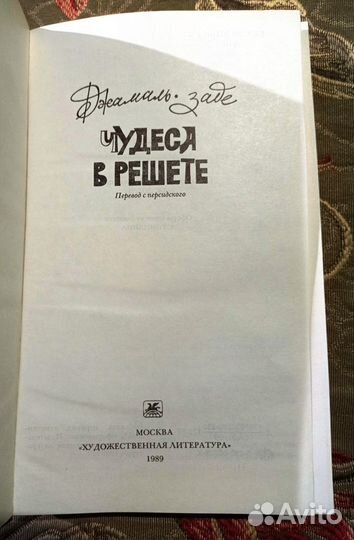 Джамаль-заде
ЧУДЕСА
В РЕШЕТЕ
Перевод с персидского
МОСКВА
«ХУДОЖЕСТВЕННАЯ ЛИТЕРАТУРА»
1989
Avito